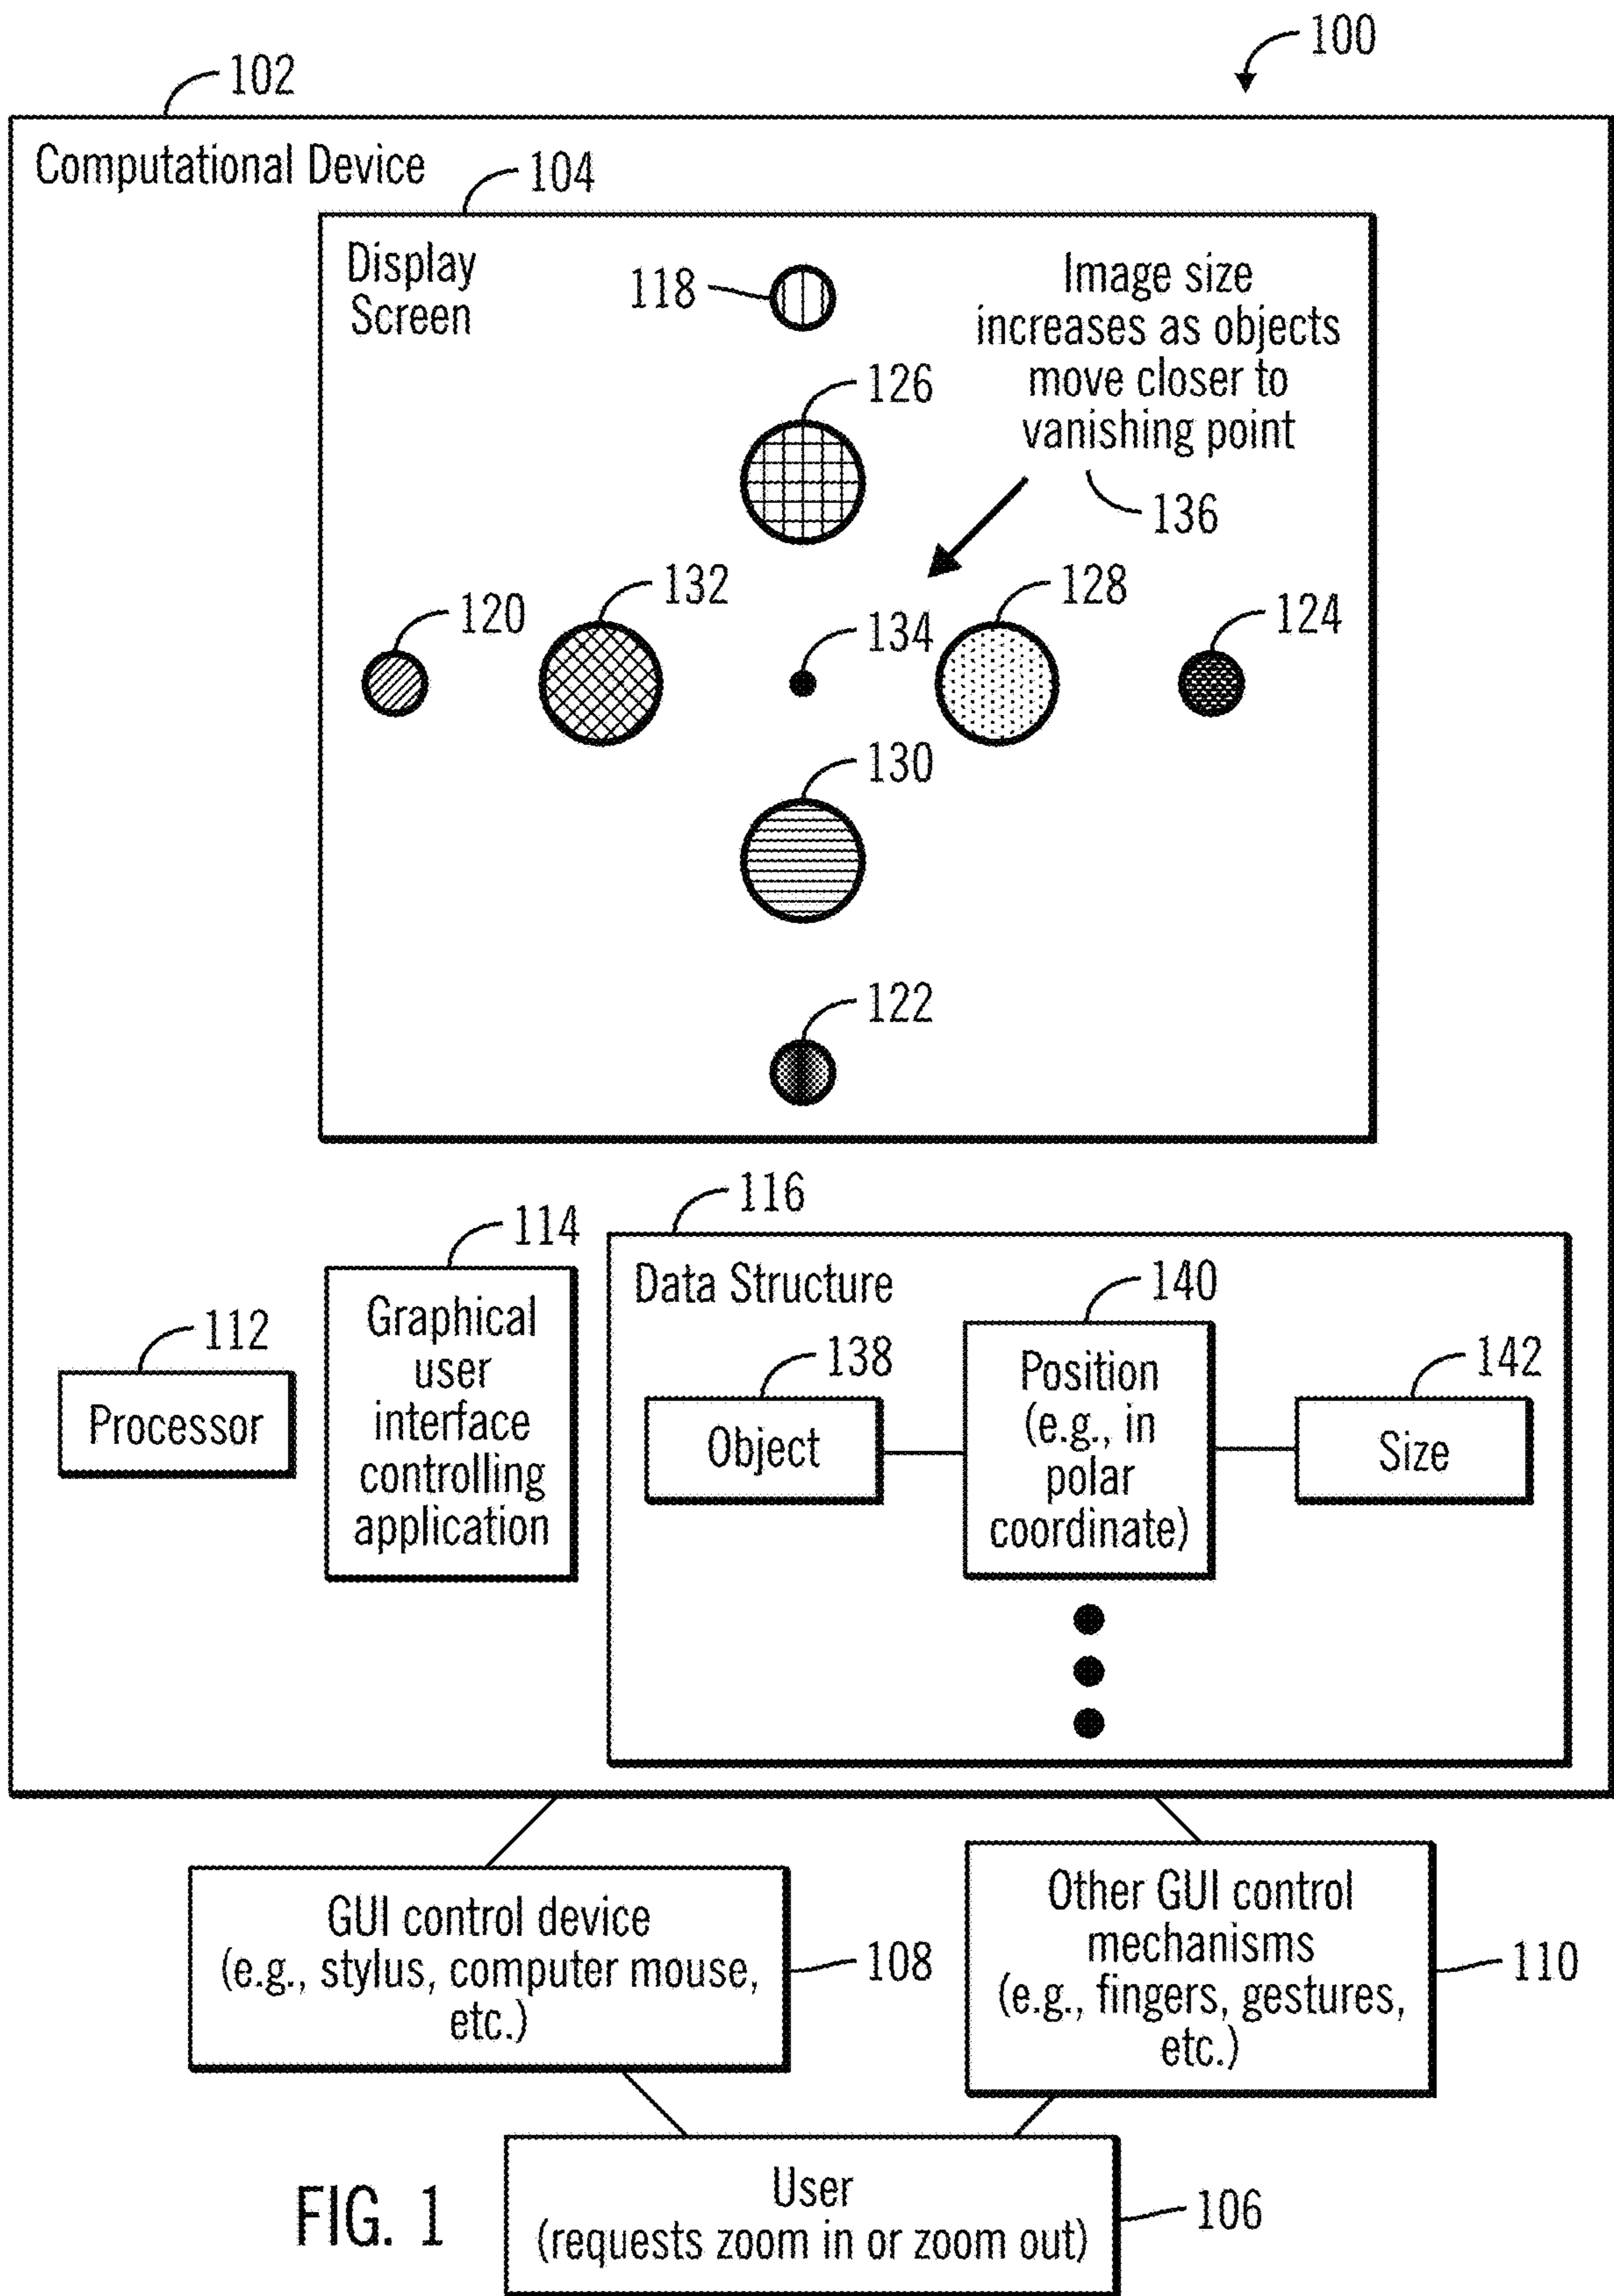 100
102
Computational Device
104
Display
Screen
118
Image size
increases as objects
move closer to
vanishing point
126
136
120
132
134
128
124
130
122
116
114
Data Structure
140
112
Graphical
user
interface
controlling
application
138
Position
(e.g., in
polar
coordinate)
142
Processor
Object
Size
GUI control device
(e.g., stylus, computer mouse,
etc.)
108
Other GUI control
mechanisms
(e.g., fingers, gestures,
etc.)
110
User
(requests zoom in or zoom out)
106
FIG. 1